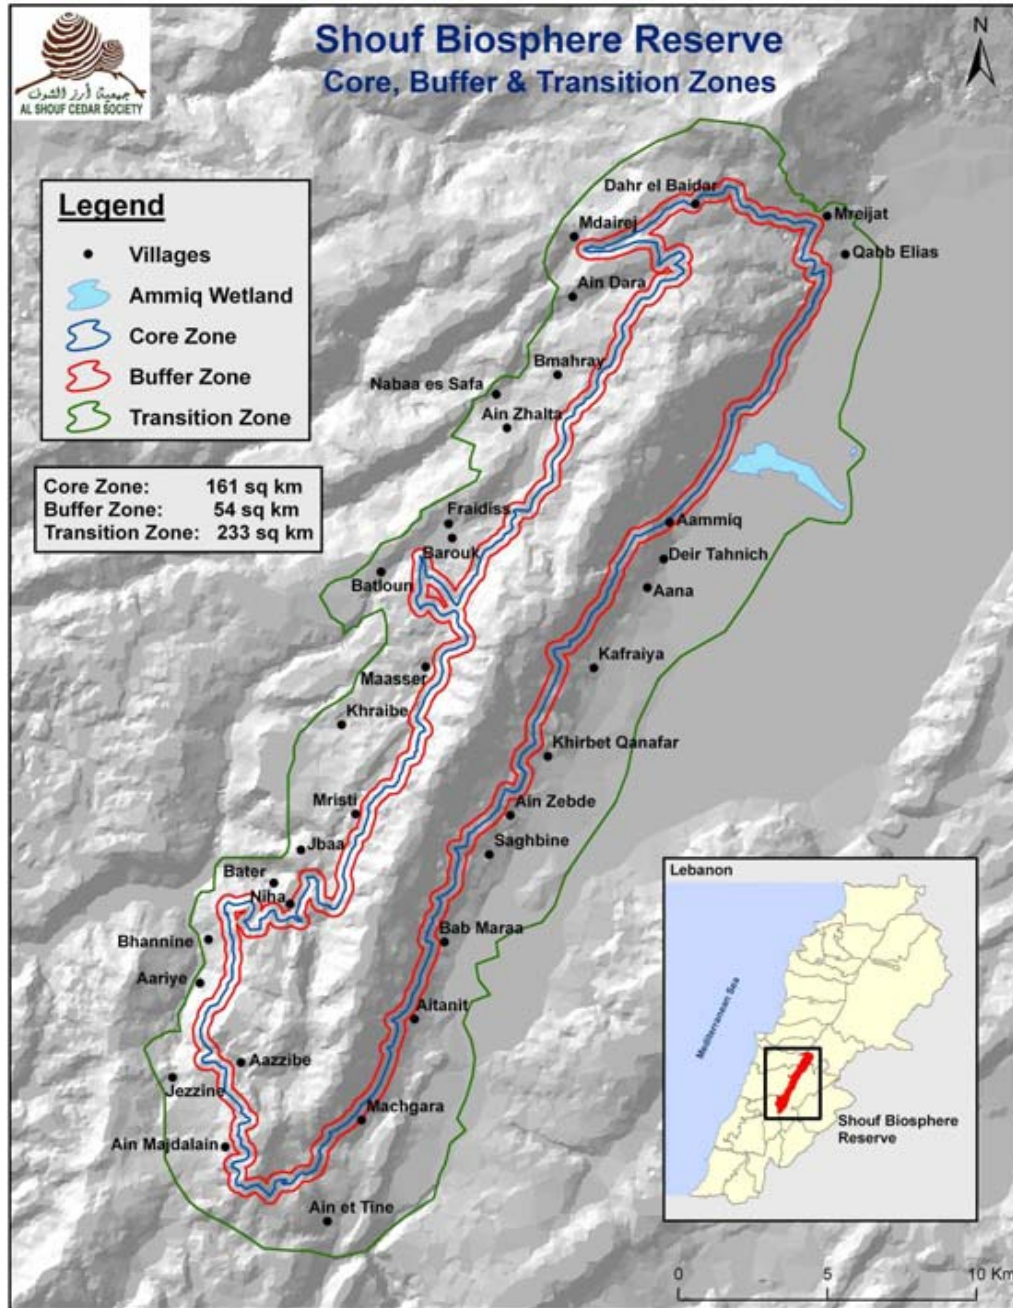 جمعية أرز الشوف
AL SHOUF CEDAR SOCIETY
Shouf Biosphere Reserve
Core, Buffer & Transition Zones
N
Legend
Villages
Ammiq Wetland
Core Zone
Buffer Zone
Transition Zone
Core Zone: 161 sq km
Buffer Zone: 54 sq km
Transition Zone: 233 sq km
Dahr el Baidar
Mreijat
Mdairej
Qabb Elias
Ain Dara
Bmahray
Nabaa es Safa
Ain Zhalta
Fraidiss
Aammiq
Barouk
Deir Tahnich
Batloun
Aana
Kafraiya
Maasser
Khraibe
Khirbet Qanafar
Mristi
Ain Zebde
Jbaa
Saghbine
Bater
Niha
Bhannine
Bab Maraa
Aariye
Aitanit
Aazzibe
Jezzine
Machgara
Ain Majdalain
Ain et Tine
Lebanon
Mediterranean Sea
Shouf Biosphere
Reserve
0 5 10 Km